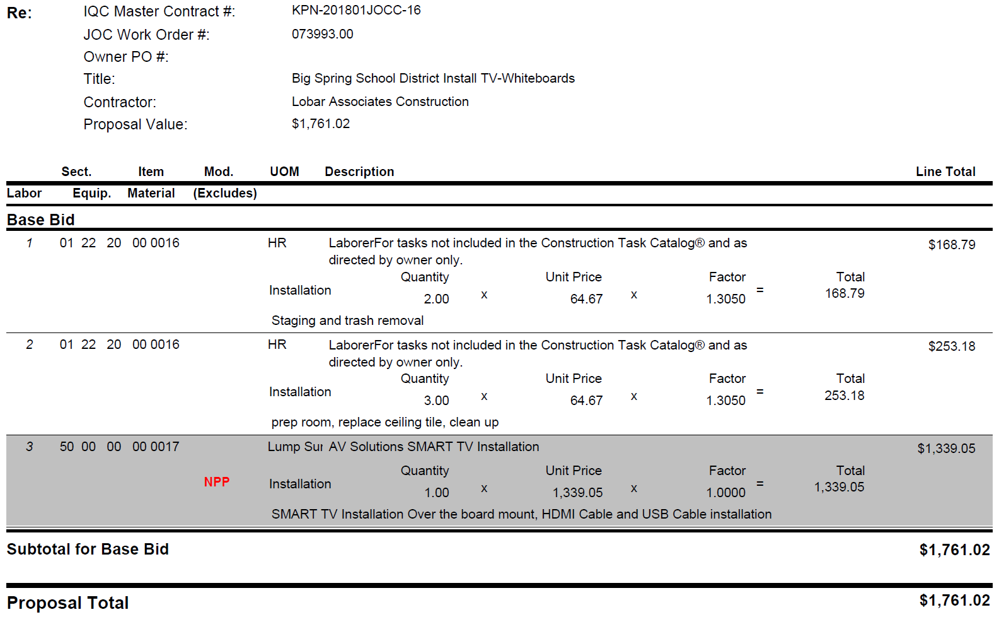 Re: IQC Master Contract #: KPN-201801JOCC-16
JOC Work Order #: 073993.00
Owner PO #:
Title: Big Spring School District Install TV-Whiteboards
Contractor: Lobar Associates Construction
Proposal Value: $1,761.02
Sect. Item Mod. UOM Description Line Total
Labor Equip. Material (Excludes)
Base Bid
1 01 22 20 00 0016 HR LaborerFor tasks not included in the Construction Task Catalog® and as $168.79
directed by owner only.
Quantity Unit Price Factor Total
Installation 2.00 x 64.67 x 1.3050 = 168.79
Staging and trash removal
2 01 22 20 00 0016 HR LaborerFor tasks not included in the Construction Task Catalog® and as $253.18
directed by owner only.
Quantity Unit Price Factor Total
Installation 3.00 x 64.67 x 1.3050 = 253.18
prep room, replace ceiling tile, clean up
3 50 00 00 00 0017 Lump Sur AV Solutions SMART TV Installation $1,339.05
Quantity Unit Price Factor Total
NPP Installation 1.00 x 1,339.05 x 1.0000 = 1,339.05
SMART TV Installation Over the board mount, HDMI Cable and USB Cable installation
Subtotal for Base Bid $1,761.02
Proposal Total $1,761.02